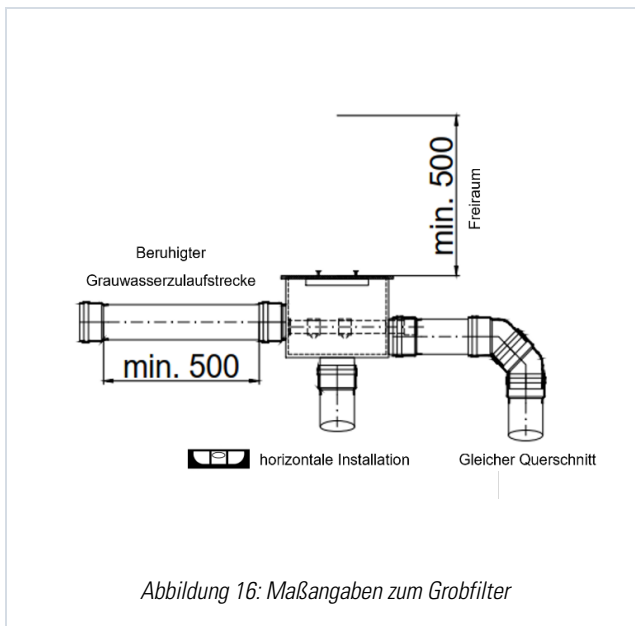 min. 500
Freiraum
Beruhigter
Grauwasserzulaufstrecke
min. 500
horizontale Installation
Gleicher Querschnitt
Abbildung 16: Maßangaben zum Grobfilter